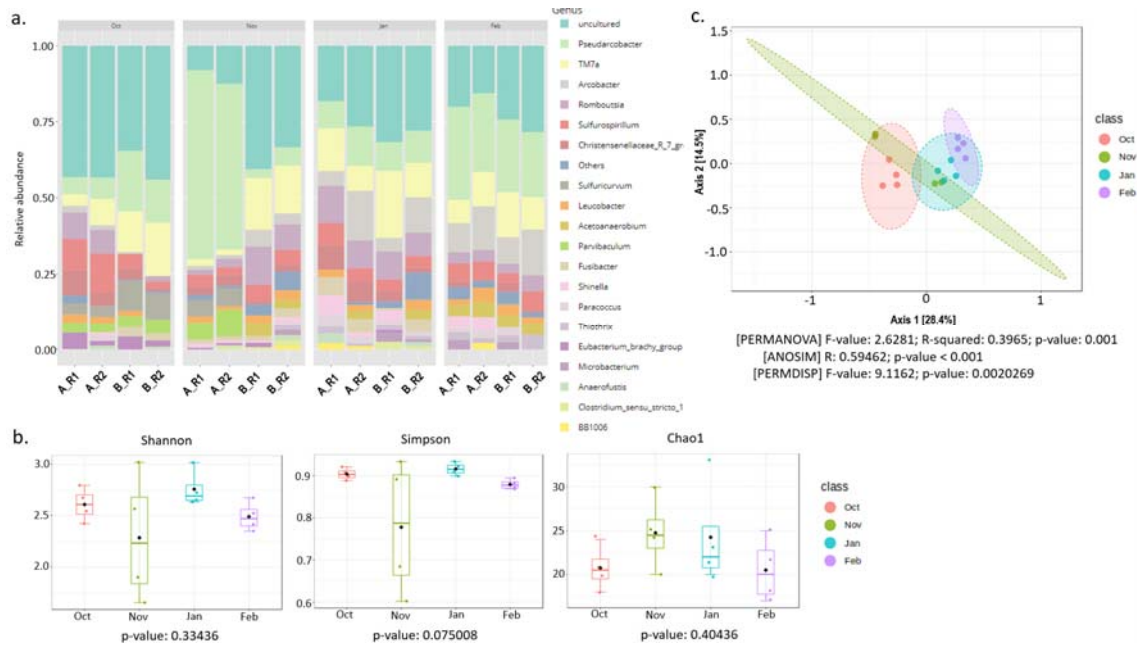 a.
Oct
Nov
Jan
Feb
1.00
0.75
0.50
0.25
0.00
Relative abundance
A_R1
A_R2
B_R1
B_R2
A_R1
A_R2
B_R1
B_R2
A_R1
A_R2
B_R1
B_R2
A_R1
A_R2
B_R1
B_R2
Genus
uncultured
Pseudarcobacter
TM7a
Arcobacter
Romboutsia
Sulfurospirillum
Christensenellaceae_R_7_gr
Others
Sulfuricurvum
Leucobacter
Acetoanaerobium
Parvibaculum
Fusibacter
Shinella
Paracoccus
Thiothrix
Eubacterium_brachy_group
Microbacterium
Anaerofustis
Clostridium_sensu_stricto_1
BB1006
c.
1.5
1.0
0.5
0.0
-0.5
-1.0
Axis 2 [14.5%]
-1
0
1
Axis 1 [28.4%]
class
Oct
Nov
Jan
Feb
[PERMANOVA] F-value: 2.6281; R-squared: 0.3965; p-value: 0.001
[ANOSIM] R: 0.59462; p-value < 0.001
[PERMDISP] F-value: 9.1162; p-value: 0.0020269
b.
Shannon
3.0
2.5
2.0
Oct
Nov
Jan
Feb
p-value: 0.33436
Simpson
0.9
0.8
0.7
0.6
Oct
Nov
Jan
Feb
p-value: 0.075008
Chao1
30
25
20
Oct
Nov
Jan
Feb
p-value: 0.40436
class
Oct
Nov
Jan
Feb